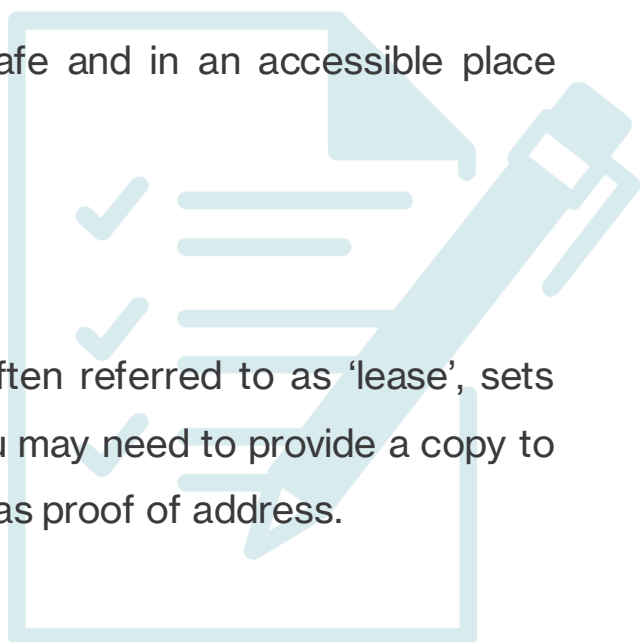 afe and in an accessible place
ften referred to as ‘lease’, sets
u may need to provide a copy to
as proof of address.